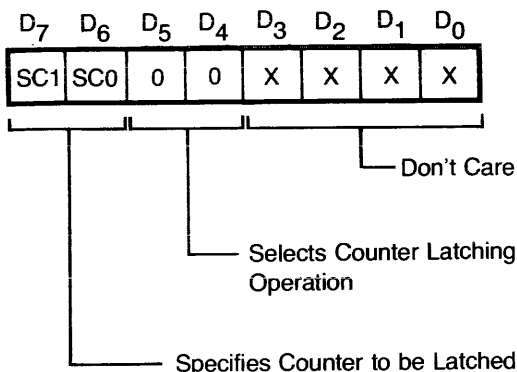 D7 D6 D5 D4 D3 D2 D1 D0
SC1 SC0 0 0 X X X X
Don't Care
Selects Counter Latching
Operation
Specifies Counter to be Latched